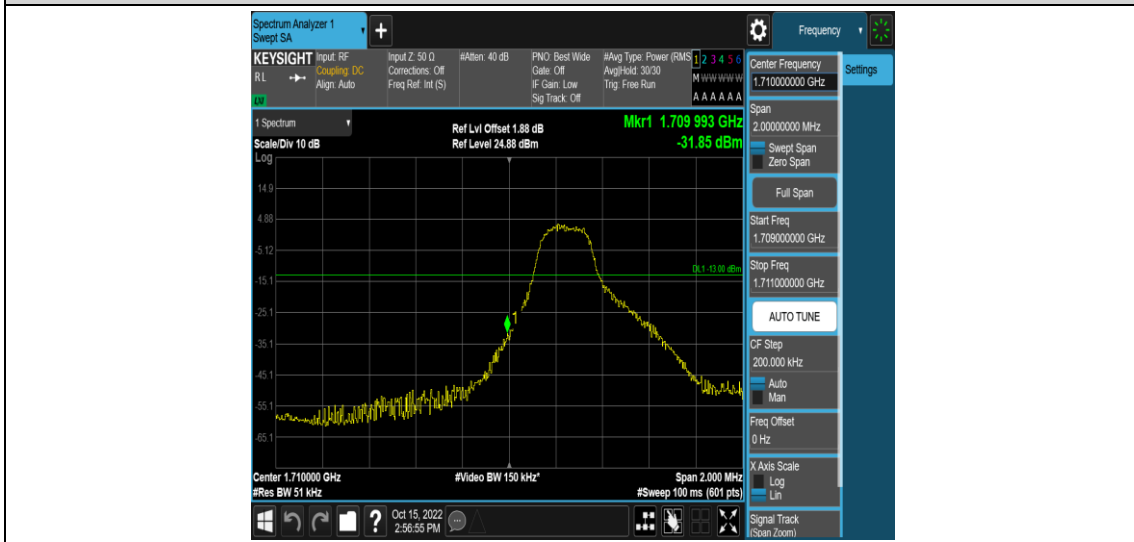 Spectrum Analyzer 1
Swept SA
Frequency
KEYSIGHT
RL
Input: RF
Coupling: DC
Align: Auto
Input Z: 50 Ω
Corrections: Off
Freq Ref: Int (S)
#Atten: 40 dB
PNO: Best Wide
Gate: Off
IF Gain: Low
Sig Track: Off
#Avg Type: Power (RMS
Avg|Hold: 30/30
Trig: Free Run
1 2 3 4 5 6
M W W W W W
A A A A A A
1 Spectrum
Scale/Div 10 dB
Log
Ref Lvl Offset 1.88 dB
Ref Level 24.88 dBm
Mkr1 1.709 993 GHz
-31.85 dBm
14.9
4.88
-5.12
-15.1
-25.1
-35.1
-45.1
-55.1
-65.1
DL1 -13.00 dBm
1
Center 1.710000 GHz
#Res BW 51 kHz
#Video BW 150 kHz*
Span 2.000 MHz
#Sweep 100 ms (601 pts)
Oct 15, 2022
2:56:55 PM
Center Frequency
1.710000000 GHz
Settings
Span
2.00000000 MHz
Swept Span
Zero Span
Full Span
Start Freq
1.709000000 GHz
Stop Freq
1.711000000 GHz
AUTO TUNE
CF Step
200.000 kHz
Auto
Man
Freq Offset
0 Hz
X Axis Scale
Log
Lin
Signal Track
(Span Zoom)